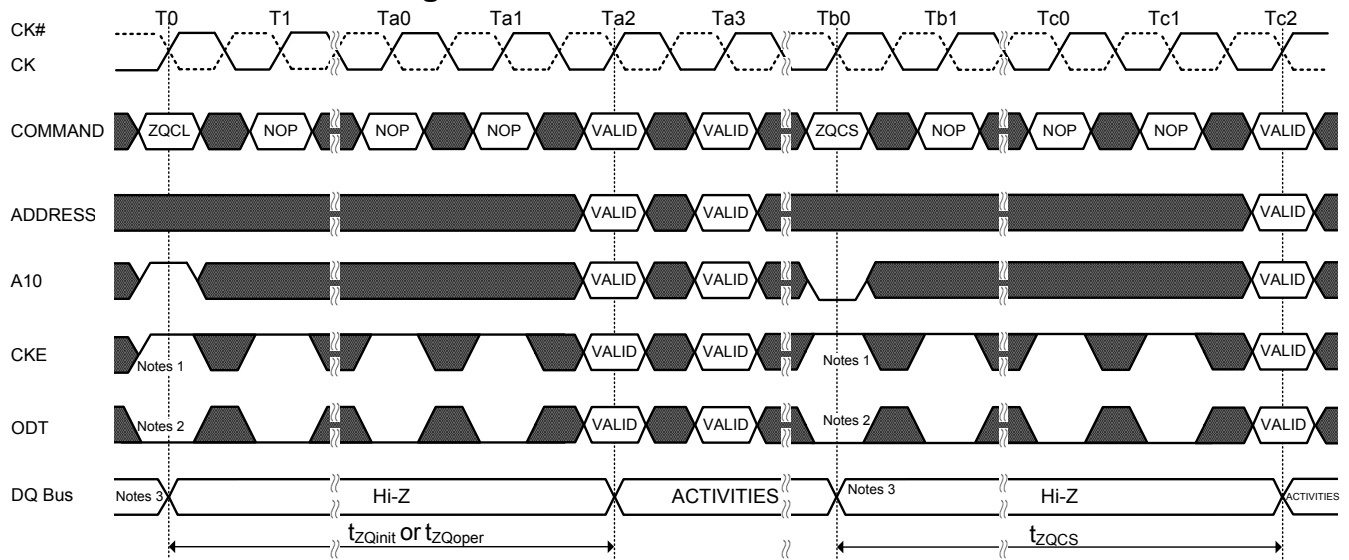 T0 T1 Ta0 Ta1 Ta2 Ta3 Tb0 Tb1 Tc0 Tc1 Tc2
CK#
CK
COMMAND ZQCL NOP NOP NOP VALID VALID ZQCS NOP NOP NOP VALID
ADDRESS VALID VALID VALID
A10 VALID VALID VALID
CKE Notes 1 VALID VALID Notes 1 VALID
ODT Notes 2 VALID VALID Notes 2 VALID
DQ Bus Notes 3 Hi-Z ACTIVITIES Notes 3 Hi-Z ACTIVITIES
tZQinit or tZQoper tZQCS